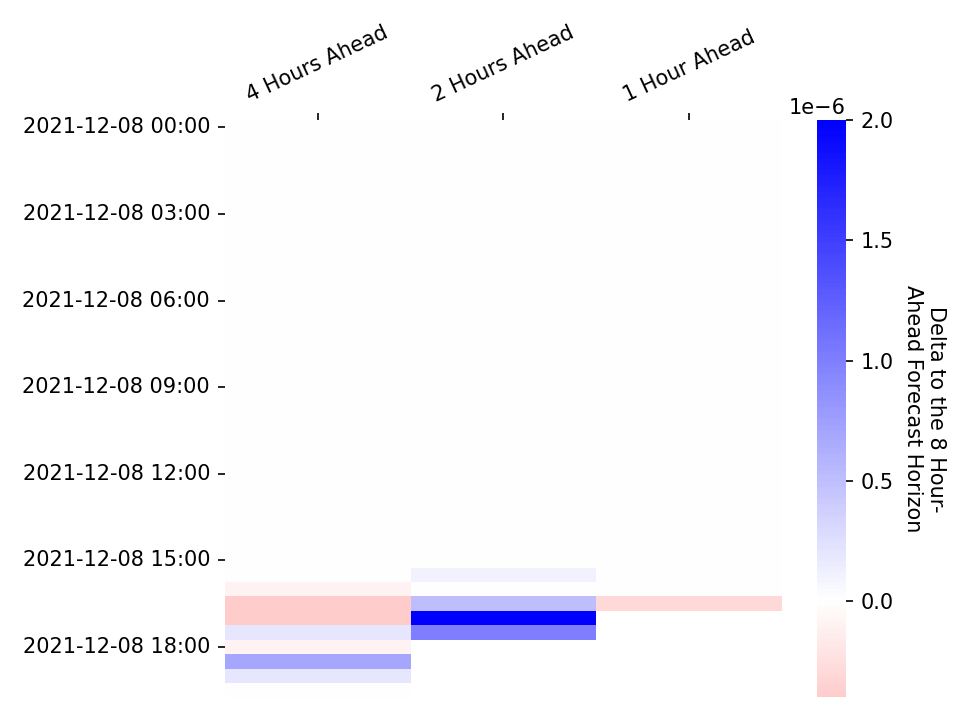 4 Hours Ahead
2 Hours Ahead
1 Hour Ahead
1e−6
2021-12-08 00:00
2021-12-08 03:00
2021-12-08 06:00
2021-12-08 09:00
2021-12-08 12:00
2021-12-08 15:00
2021-12-08 18:00
2.0
1.5
1.0
0.5
0.0
Delta to the 8 Hour-
Ahead Forecast Horizon